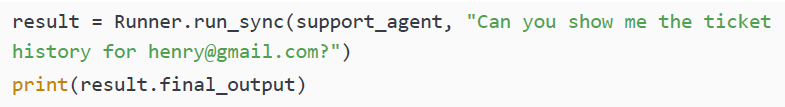 result = Runner.run_sync(support_agent, "Can you show me the ticket
history for henry@gmail.com?")
print(result.final_output)